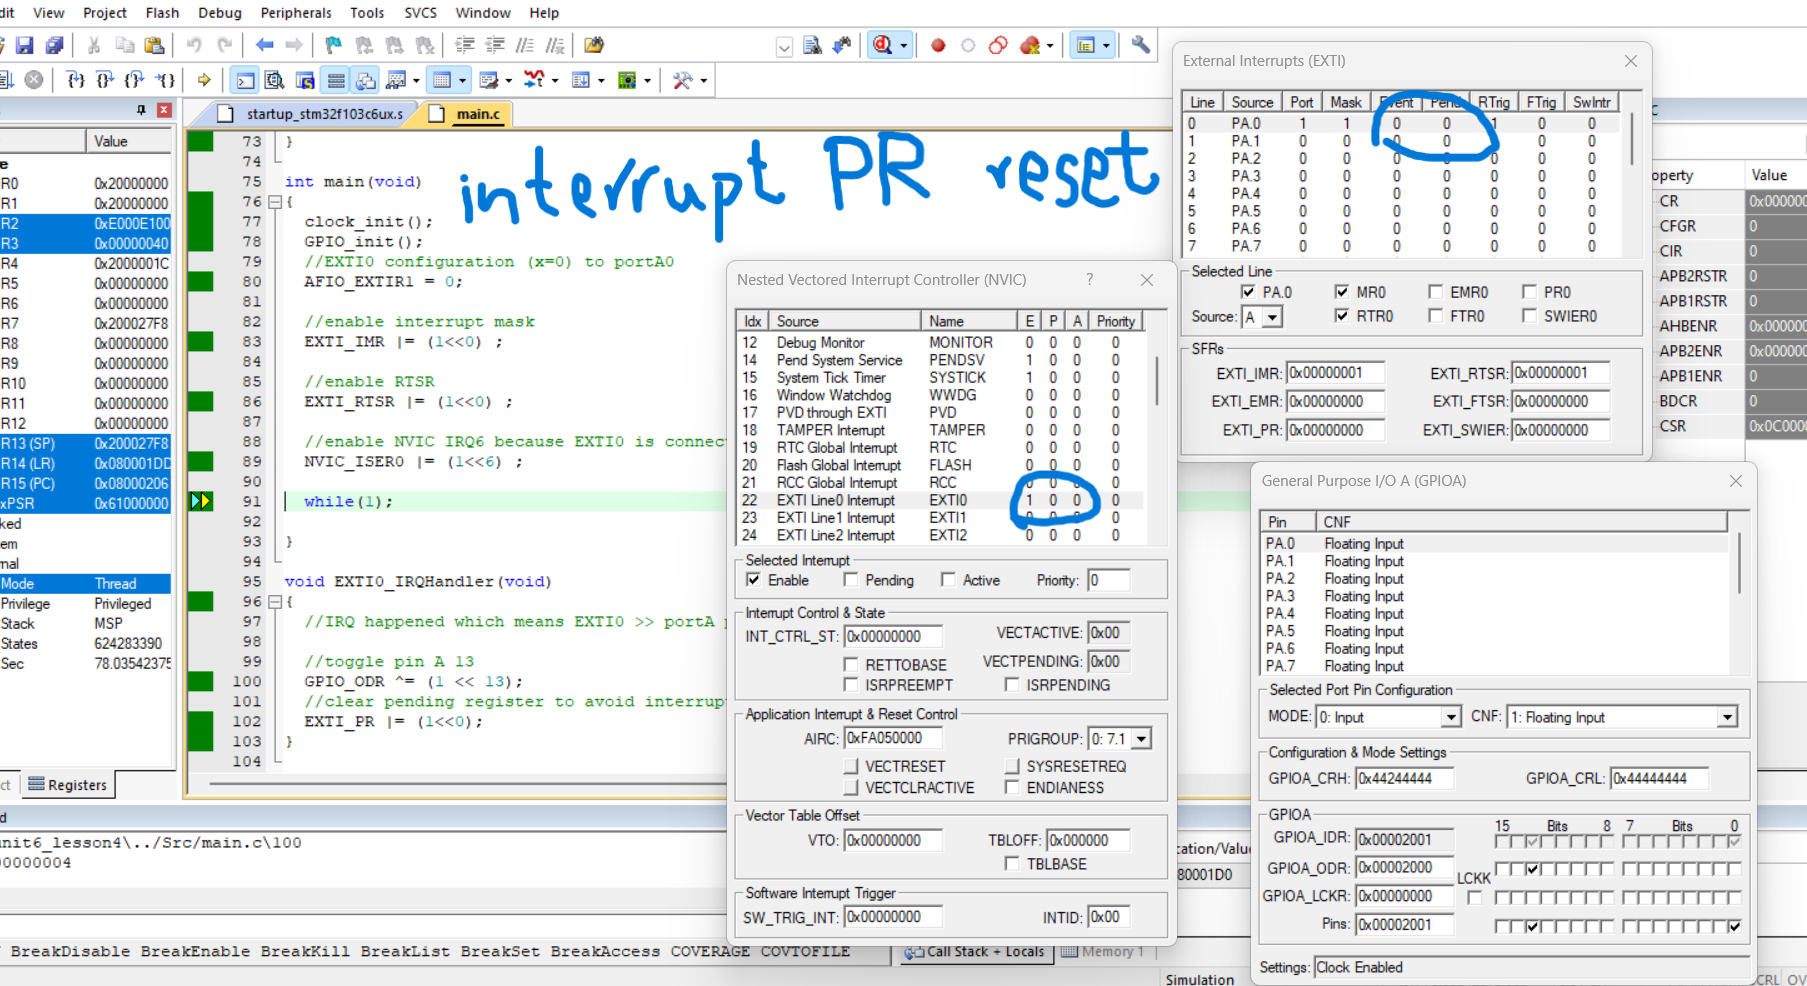 View Project Flash Debug Peripherals Tools SVCS Window Help
startup_stm32f103c6ux.s main.c
interrupt PR reset
Value
R0 0x20000000
R1 0x20000000
R2 0xE000E100
R3 0x00000040
R4 0x2000001C
R5 0x00000000
R6 0x00000000
R7 0x200027F8
R8 0x00000000
R9 0x00000000
R10 0x00000000
R11 0x00000000
R12 0x00000000
R13 (SP) 0x200027F8
R14 (LR) 0x080001DD
R15 (PC) 0x08000206
xPSR 0x61000000
Mode Thread
Privilege Privileged
Stack MSP
States 624283390
Sec 78.03542375
Registers
73 }
74
75 int main(void)
76 {
77 clock_init();
78 GPIO_init();
79 //EXTI0 configuration (x=0) to portA0
80 AFIO_EXTIR1 = 0;
81
82 //enable interrupt mask
83 EXTI_IMR |= (1<<0) ;
84
85 //enable RTSR
86 EXTI_RTSR |= (1<<0) ;
87
88 //enable NVIC IRQ6 because EXTI0 is connec
89 NVIC_ISER0 |= (1<<6) ;
90
91 while(1);
92
93 }
94
95 void EXTI0_IRQHandler(void)
96 {
97 //IRQ happened which means EXTI0 >> portA
98
99 //toggle pin A 13
100 GPIO_ODR ^= (1 << 13);
101 //clear pending register to avoid interrup
102 EXTI_PR |= (1<<0);
103 }
104
Nested Vectored Interrupt Controller (NVIC) ?
Idx Source Name E P A Priority
12 Debug Monitor MONITOR 0 0 0 0
14 Pend System Service PENDSV 1 0 0 0
15 System Tick Timer SYSTICK 1 0 0 0
16 Window Watchdog WWDG 0 0 0 0
17 PVD through EXTI PVD 0 0 0 0
18 TAMPER Interrupt TAMPER 0 0 0 0
19 RTC Global Interrupt RTC 0 0 0 0
20 Flash Global Interrupt FLASH 0 0 0 0
21 RCC Global Interrupt RCC 0 0 0 0
22 EXTI Line0 Interrupt EXTI0 1 0 0 0
23 EXTI Line1 Interrupt EXTI1 0 0 0 0
24 EXTI Line2 Interrupt EXTI2 0 0 0 0
Selected Interrupt
Enable Pending Active Priority: 0
Interrupt Control & State
INT_CTRL_ST: 0x00000000 VECTACTIVE: 0x00
RETTOBASE VECTPENDING: 0x00
ISRPREEMPT ISRPENDING
Application Interrupt & Reset Control
AIRC: 0xFA050000 PRIGROUP: 0: 7.1
VECTRESET SYSRESETREQ
VECTCLRACTIVE ENDIANESS
Vector Table Offset
VTO: 0x00000000 TBLOFF: 0x000000
TBLBASE
Software Interrupt Trigger
SW_TRIG_INT: 0x00000000 INTID: 0x00
External Interrupts (EXTI)
Line Source Port Mask Event Pend RTrig FTrig SwIntr
0 PA.0 1 1 0 0 1 0 0
1 PA.1 0 0 0 0 0 0 0
2 PA.2 0 0 0 0 0 0 0
3 PA.3 0 0 0 0 0 0 0
4 PA.4 0 0 0 0 0 0 0
5 PA.5 0 0 0 0 0 0 0
6 PA.6 0 0 0 0 0 0 0
7 PA.7 0 0 0 0 0 0 0
Selected Line
PA.0 MR0 EMR0 PR0
Source: A RTR0 FTR0 SWIER0
SFRs
EXTI_IMR: 0x00000001 EXTI_RTSR: 0x00000001
EXTI_EMR: 0x00000000 EXTI_FTSR: 0x00000000
EXTI_PR: 0x00000000 EXTI_SWIER: 0x00000000
Value
CR 0x000000
CFGR 0
CIR 0
APB2RSTR 0
APB1RSTR 0
AHBENR 0x000000
APB2ENR 0x000000
APB1ENR 0
BDCR 0
CSR 0x0C0000
General Purpose I/O A (GPIOA)
Pin CNF
PA.0 Floating Input
PA.1 Floating Input
PA.2 Floating Input
PA.3 Floating Input
PA.4 Floating Input
PA.5 Floating Input
PA.6 Floating Input
PA.7 Floating Input
Selected Port Pin Configuration
MODE: 0: Input CNF: 1: Floating Input
Configuration & Mode Settings
GPIOA_CRH: 0x44244444 GPIOA_CRL: 0x44444444
GPIOA
15 Bits 8 7 Bits 0
GPIOA_IDR: 0x00002001
GPIOA_ODR: 0x00002000
GPIOA_LCKR: 0x00000000 LCKK
Pins: 0x00002001
Settings: Clock Enabled
nit6_lesson4\../Src/main.c\100
0000004
BreakDisable BreakEnable BreakKill BreakList BreakSet BreakAccess COVERAGE COVTOFILE
cation/Valu
80001D0
Call Stack + Locals Memory 1
Simulation